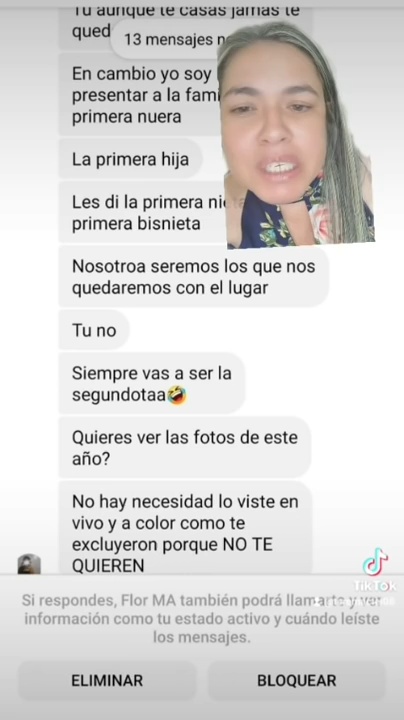 Tu aunque te casas jamas te
qued
13 mensajes n
En cambio yo soy
presentar a la fami
primera nuera
La primera hija
Les di la primera nieta
primera bisnieta
Nosotroa seremos los que nos
quedaremos con el lugar
Tu no
Siempre vas a ser la
segundotaa🤣
Quieres ver las fotos de este
año?
No hay necesidad lo viste en
vivo y a color como te
excluyeron porque NO TE
QUIEREN
TikTok
Si respondes, Flor MA también podrá llamarte y ver
información como tu estado activo y cuándo leíste
los mensajes.
ELIMINAR
BLOQUEAR